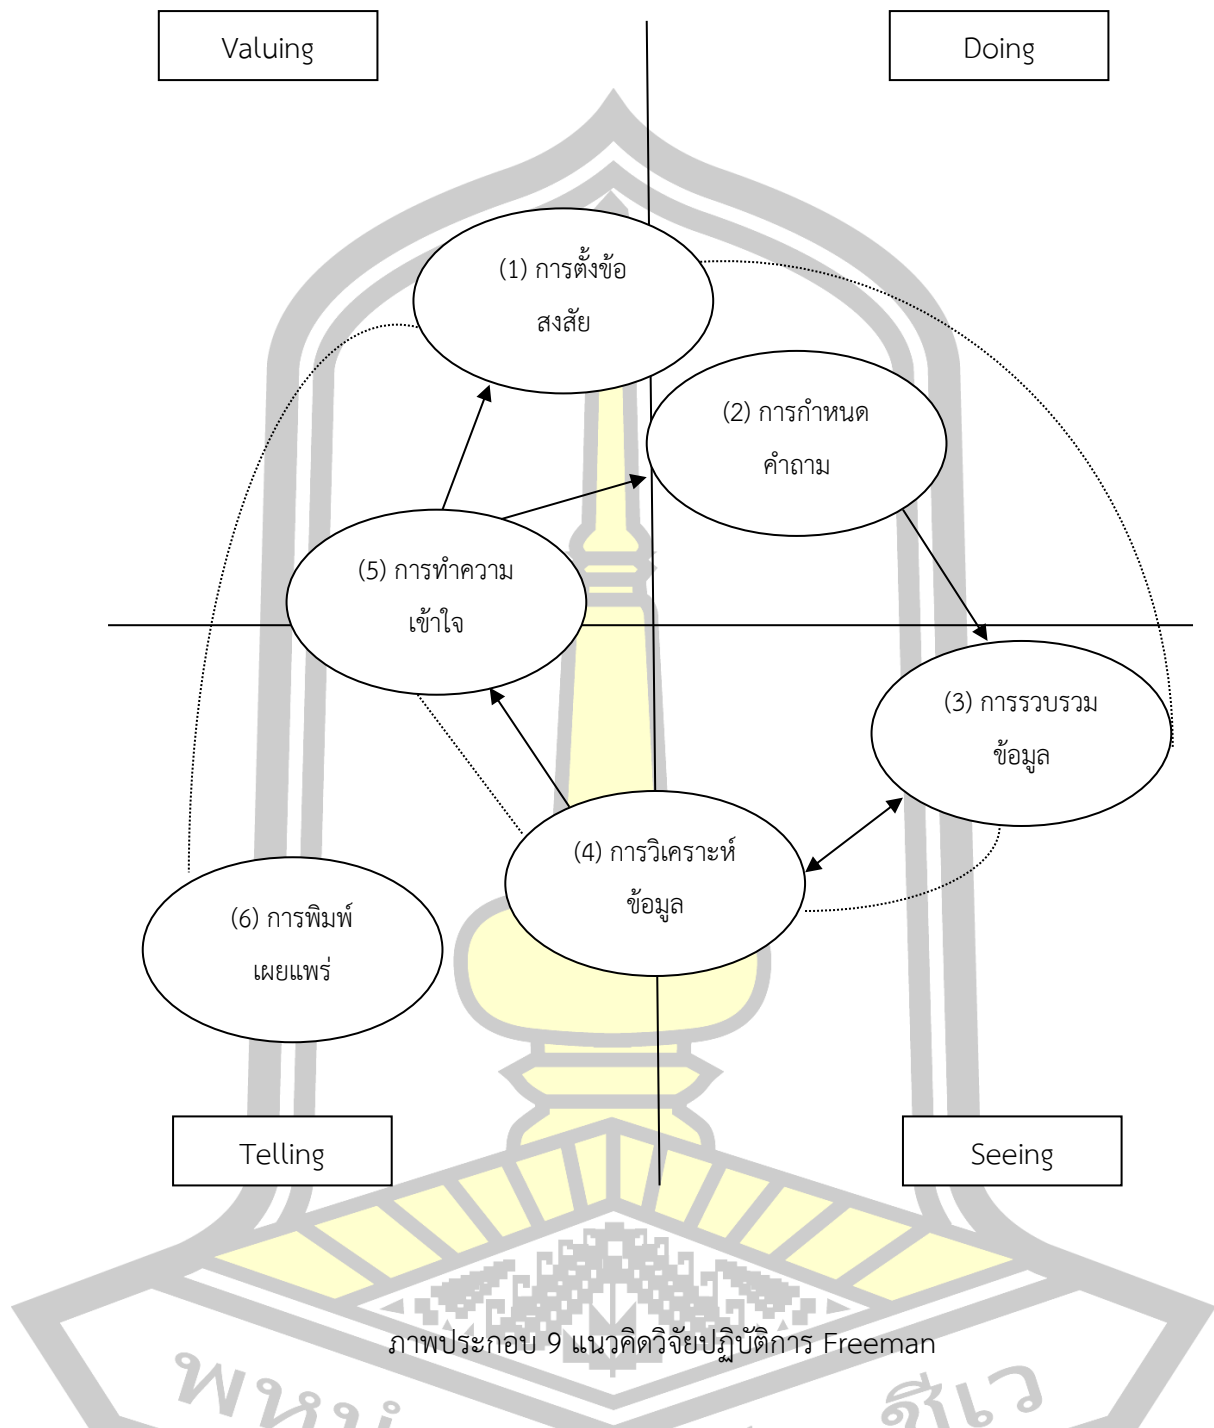 Valuing
Doing
(1) การตั้งข้อ
สงสัย
(2) การกำหนด
คำถาม
(5) การทำความ
เข้าใจ
(3) การรวบรวม
ข้อมูล
(4) การวิเคราะห์
ข้อมูล
(6) การพิมพ์
เผยแพร่
Telling
Seeing
ภาพประกอบ 9 แนวคิดวิจัยปฏิบัติการ Freeman
ชีเว